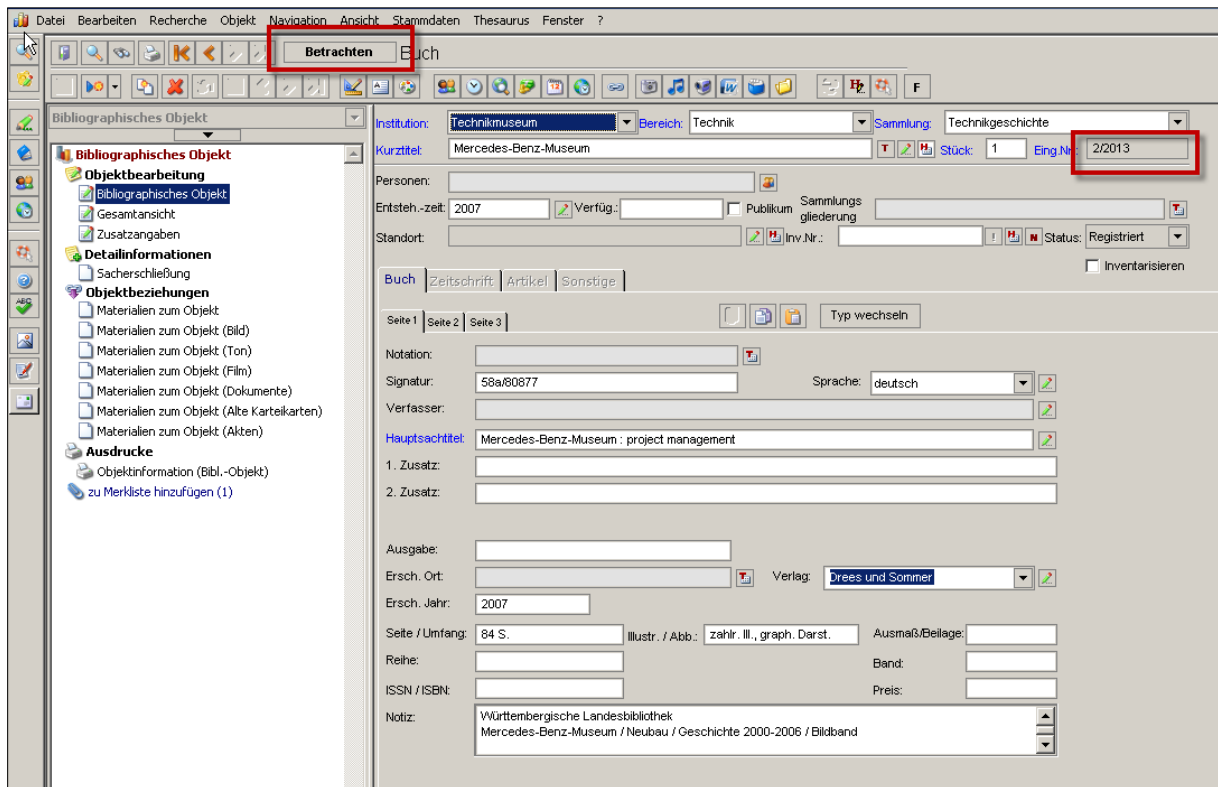 Datei Bearbeiten Recherche Objekt Navigation Ansicht Stammdaten Thesaurus Fenster ?
Betrachten Buch
F
Bibliographisches Objekt
Bibliographisches Objekt
Objektbearbeitung
Bibliographisches Objekt
Gesamtansicht
Zusatzangaben
Detailinformationen
Sacherschließung
Objektbeziehungen
Materialien zum Objekt
Materialien zum Objekt (Bild)
Materialien zum Objekt (Ton)
Materialien zum Objekt (Film)
Materialien zum Objekt (Dokumente)
Materialien zum Objekt (Alte Karteikarten)
Materialien zum Objekt (Akten)
Ausdrucke
Objektinformation (Bibl.-Objekt)
zu Merkliste hinzufügen (1)
Institution: Technikmuseum Bereich: Technik Sammlung: Technikgeschichte
Kurztitel: Mercedes-Benz-Museum T H Stück: 1 Eing.Nr.: 2/2013
Personen:
Entsteh.-zeit: 2007 Verfüg.: Publikum Sammlungs
gliederung
Standort: H Inv.Nr.: ! H N Status: Registriert
Inventarisieren
Buch Zeitschrift Artikel Sonstige
Seite 1 Seite 2 Seite 3 Typ wechseln
Notation:
Signatur: 58a/80877 Sprache: deutsch
Verfasser:
Hauptsachtitel: Mercedes-Benz-Museum : project management
1. Zusatz:
2. Zusatz:
Ausgabe:
Ersch. Ort: Verlag: Drees und Sommer
Ersch. Jahr: 2007
Seite / Umfang: 84 S. Illustr. / Abb.: zahlr. Ill., graph. Darst. Ausmaß/Beilage:
Reihe: Band:
ISSN / ISBN: Preis:
Notiz: Württembergische Landesbibliothek
Mercedes-Benz-Museum / Neubau / Geschichte 2000-2006 / Bildband